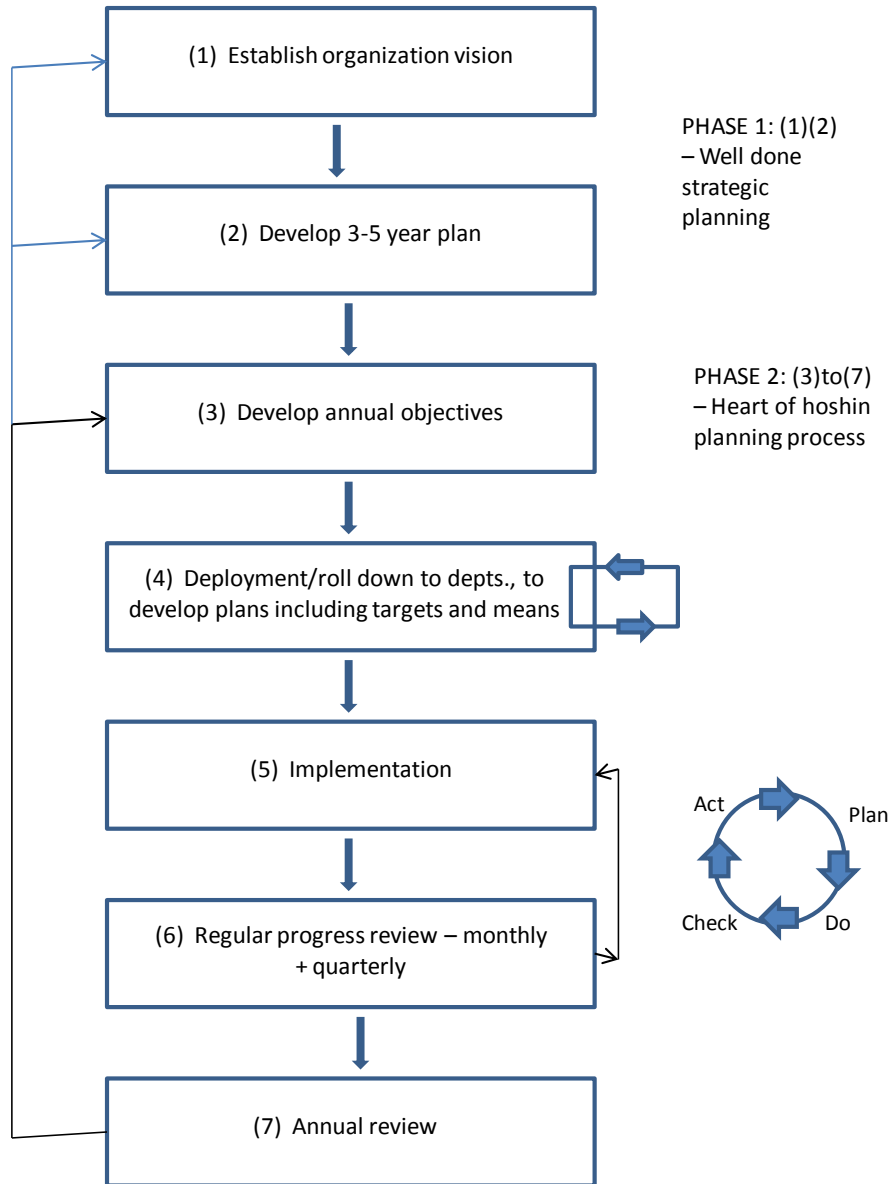 (1) Establish organization vision
PHASE 1: (1)(2)
– Well done
strategic
planning
(2) Develop 3-5 year plan
PHASE 2: (3)to(7)
– Heart of hoshin
planning process
(3) Develop annual objectives
(4) Deployment/roll down to depts., to
develop plans including targets and means
(5) Implementation
Act
Plan
Check
Do
(6) Regular progress review – monthly
+ quarterly
(7) Annual review